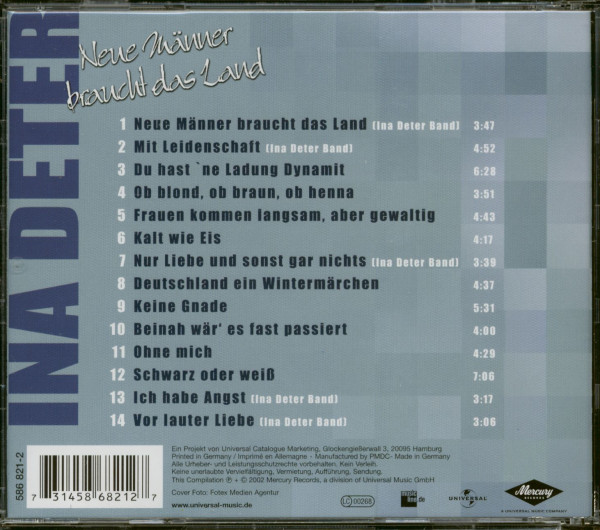 INA DETER
Neue Männer
braucht das Land
1 Neue Männer braucht das Land (Ina Deter Band) 3:47
2 Mit Leidenschaft (Ina Deter Band) 4:52
3 Du hast `ne Ladung Dynamit 6:28
4 Ob blond, ob braun, ob henna 3:51
5 Frauen kommen langsam, aber gewaltig 4:43
6 Kalt wie Eis 4:17
7 Nur Liebe und sonst gar nichts (Ina Deter Band) 3:39
8 Deutschland ein Wintermärchen 4:37
9 Keine Gnade 5:31
10 Beinah wär' es fast passiert 4:00
11 Ohne mich 4:29
12 Schwarz oder weiß 7:06
13 Ich habe Angst (Ina Deter Band) 3:17
14 Vor lauter Liebe (Ina Deter Band) 3:06
586 821-2
7 31458 68212 7
Ein Projekt von Universal Catalogue Marketing, Glockengießerwall 3, 20095 Hamburg
Printed in Germany / Imprimé en Allemagne - Manufactured by PMDC- Made in Germany
Alle Urheber- und Leistungsschutzrechte vorbehalten. Kein Verleih.
Keine unerlaubte Vervielfältigung, Vermietung, Aufführung, Sendung.
This Compilation ℗ + © 2002 Mercury Records, a division of Universal Music GmbH
Cover Foto: Fotex Medien Agentur
www.universal-music.de
LC 00268
music
line.de
UNIVERSAL
Mercury
RECORDS
A UNIVERSAL MUSIC COMPANY